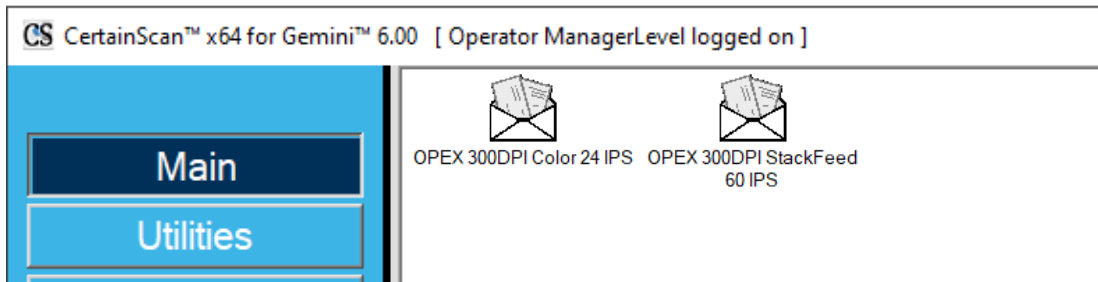 CS CertainScan™ x64 for Gemini™ 6.00 [ Operator ManagerLevel logged on ]
Main
Utilities
OPEX 300DPI Color 24 IPS
OPEX 300DPI StackFeed
60 IPS